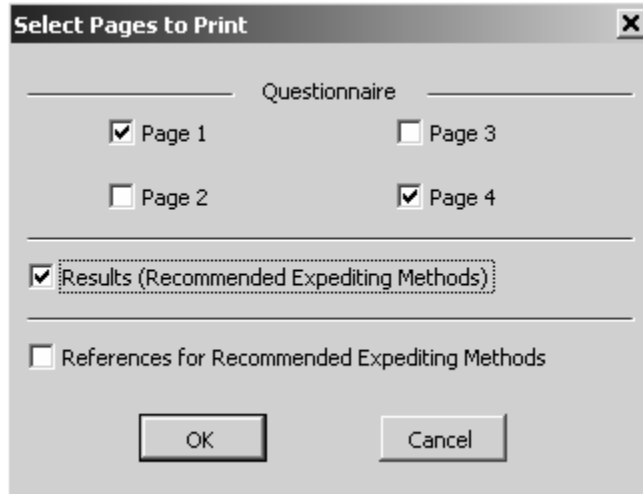 Select Pages to Print
Questionnaire
Page 1 Page 3
Page 2 Page 4
Results (Recommended Expediting Methods)
References for Recommended Expediting Methods
OK Cancel